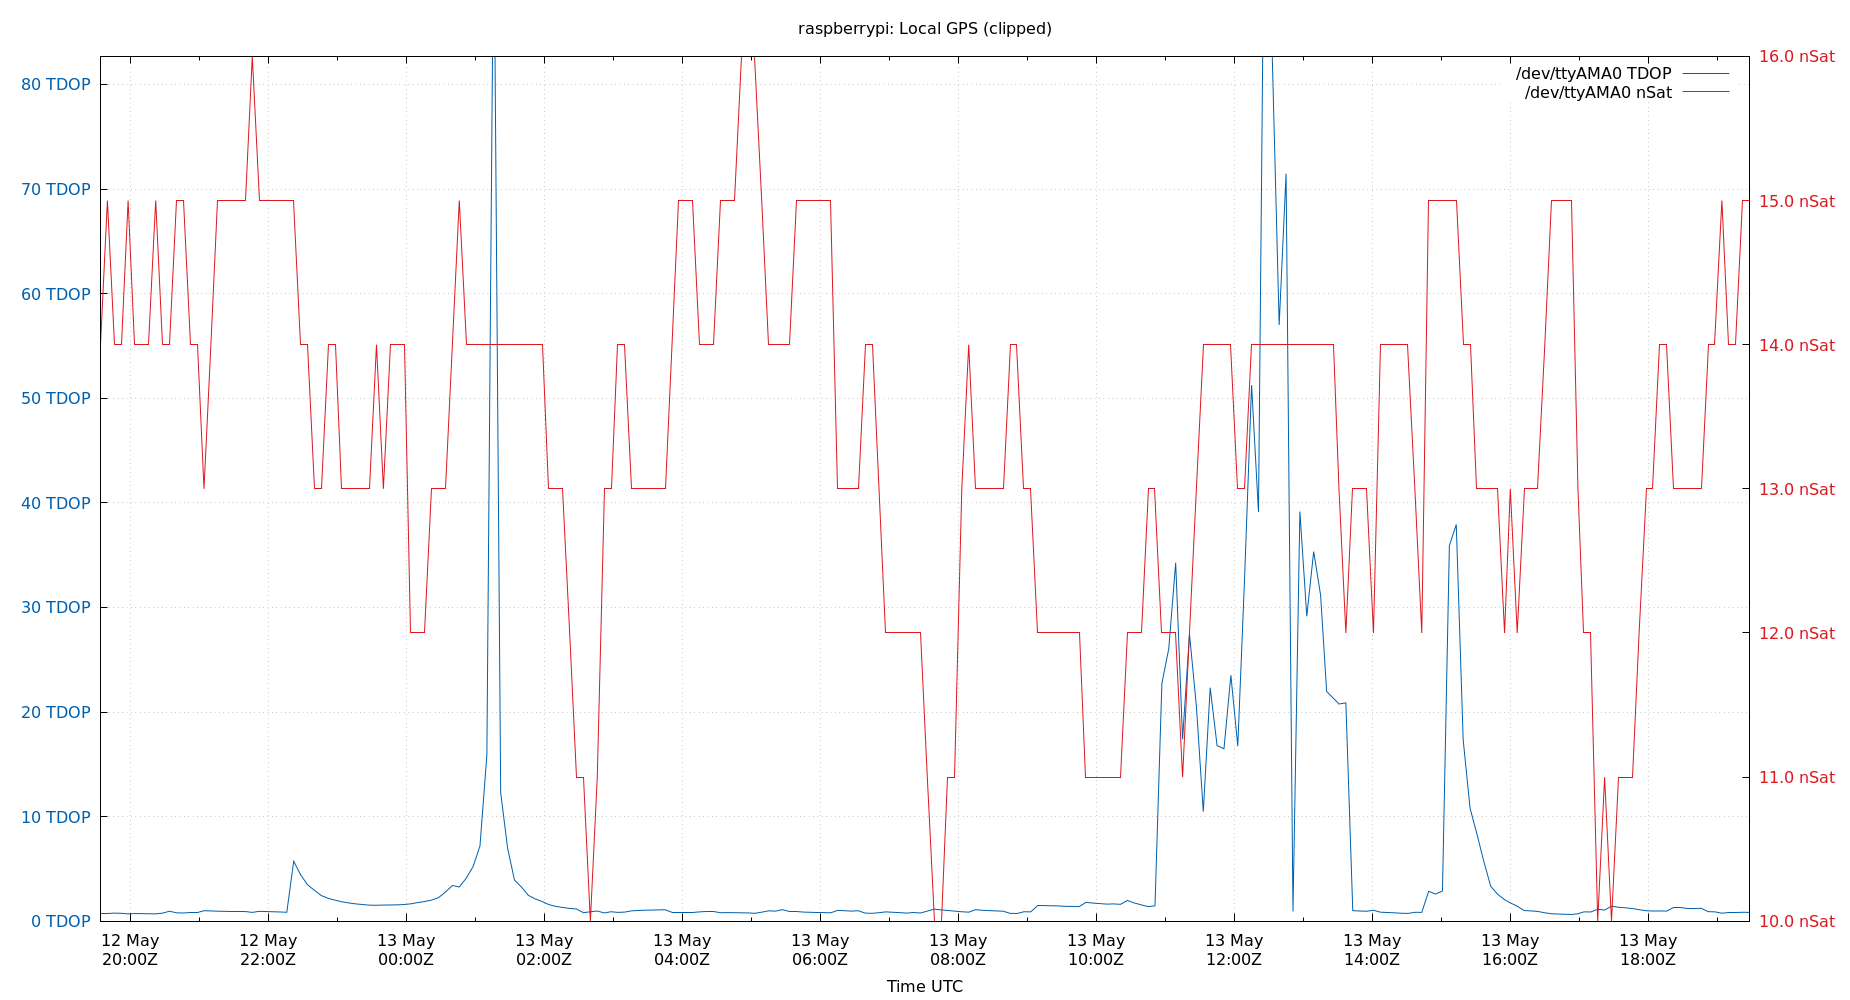 raspberrypi: Local GPS (clipped)
/dev/ttyAMA0 TDOP
/dev/ttyAMA0 nSat
80 TDOP
70 TDOP
60 TDOP
50 TDOP
40 TDOP
30 TDOP
20 TDOP
10 TDOP
0 TDOP
16.0 nSat
15.0 nSat
14.0 nSat
13.0 nSat
12.0 nSat
11.0 nSat
10.0 nSat
12 May
20:00Z
12 May
22:00Z
13 May
00:00Z
13 May
02:00Z
13 May
04:00Z
13 May
06:00Z
13 May
08:00Z
13 May
10:00Z
13 May
12:00Z
13 May
14:00Z
13 May
16:00Z
13 May
18:00Z
Time UTC